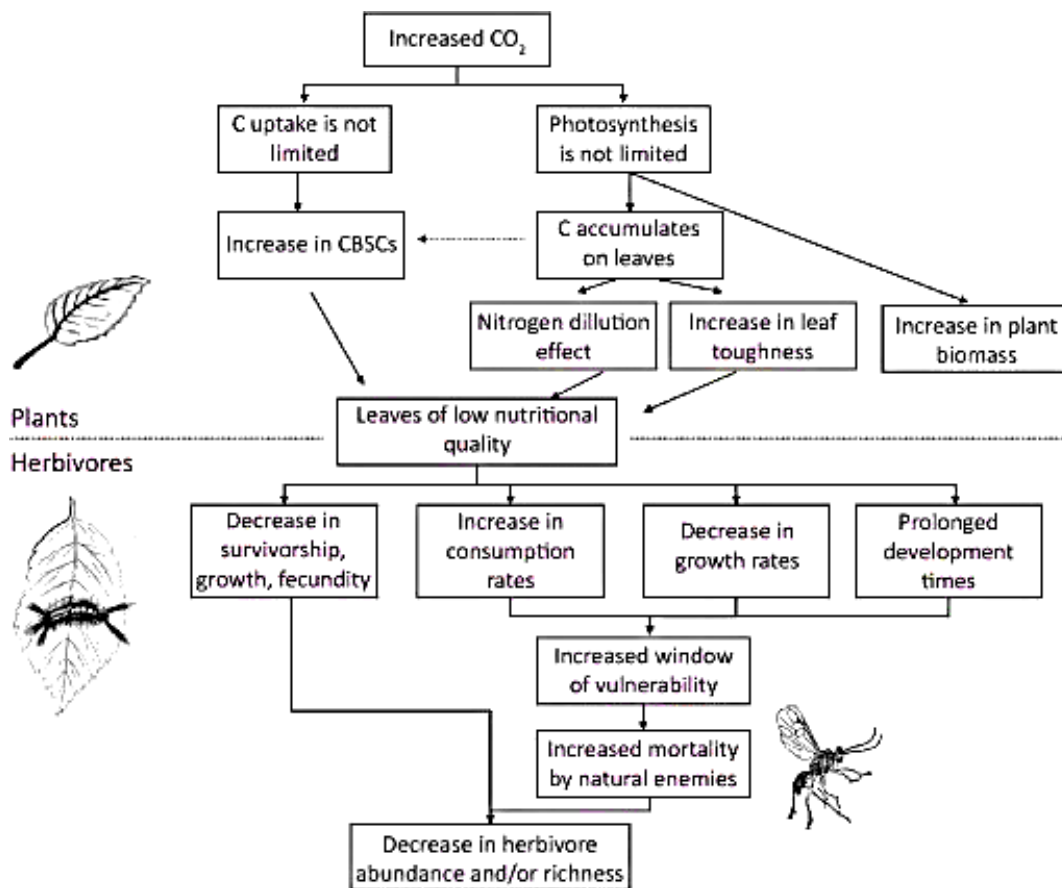 Increased CO₂
C uptake is not
limited
Photosynthesis
is not limited
Increase in CBSCs
C accumulates
on leaves
Nitrogen dillution
effect
Increase in leaf
toughness
Increase in plant
biomass
Plants
Leaves of low nutritional
quality
Herbivores
Decrease in
survivorship,
growth, fecundity
Increase in
consumption
rates
Decrease in
growth rates
Prolonged
development
times
Increased window
of vulnerability
Increased mortality
by natural enemies
Decrease in herbivore
abundance and/or richness